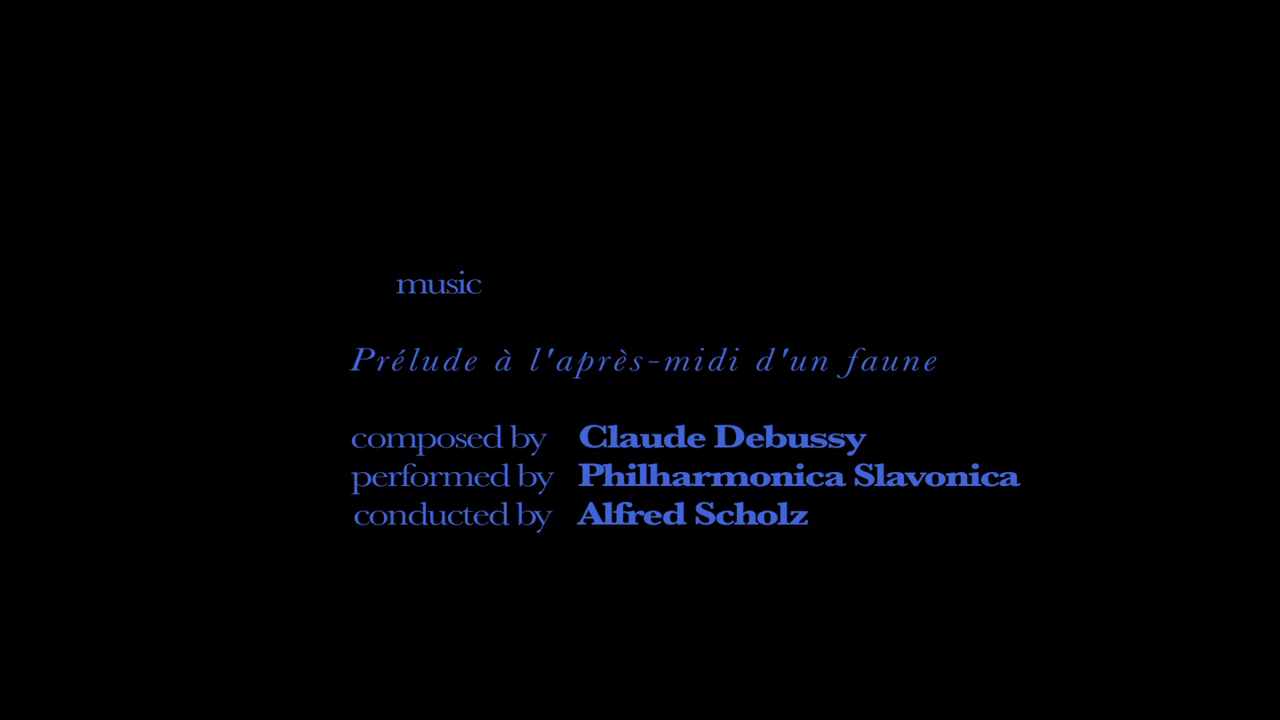 music
Prélude à l'après-midi d'un faune
composed by Claude Debussy
performed by Philharmonica Slavonica
conducted by Alfred Scholz